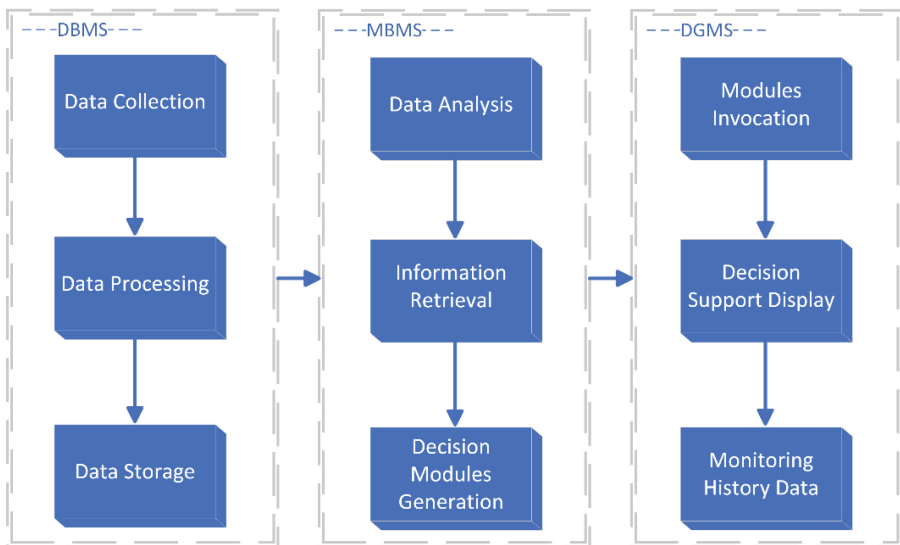 ---DBMS---
Data Collection
Data Processing
Data Storage
---MBMS---
Data Analysis
Information
Retrieval
Decision
Modules
Generation
---DGMS---
Modules
Invocation
Decision
Support Display
Monitoring
History Data